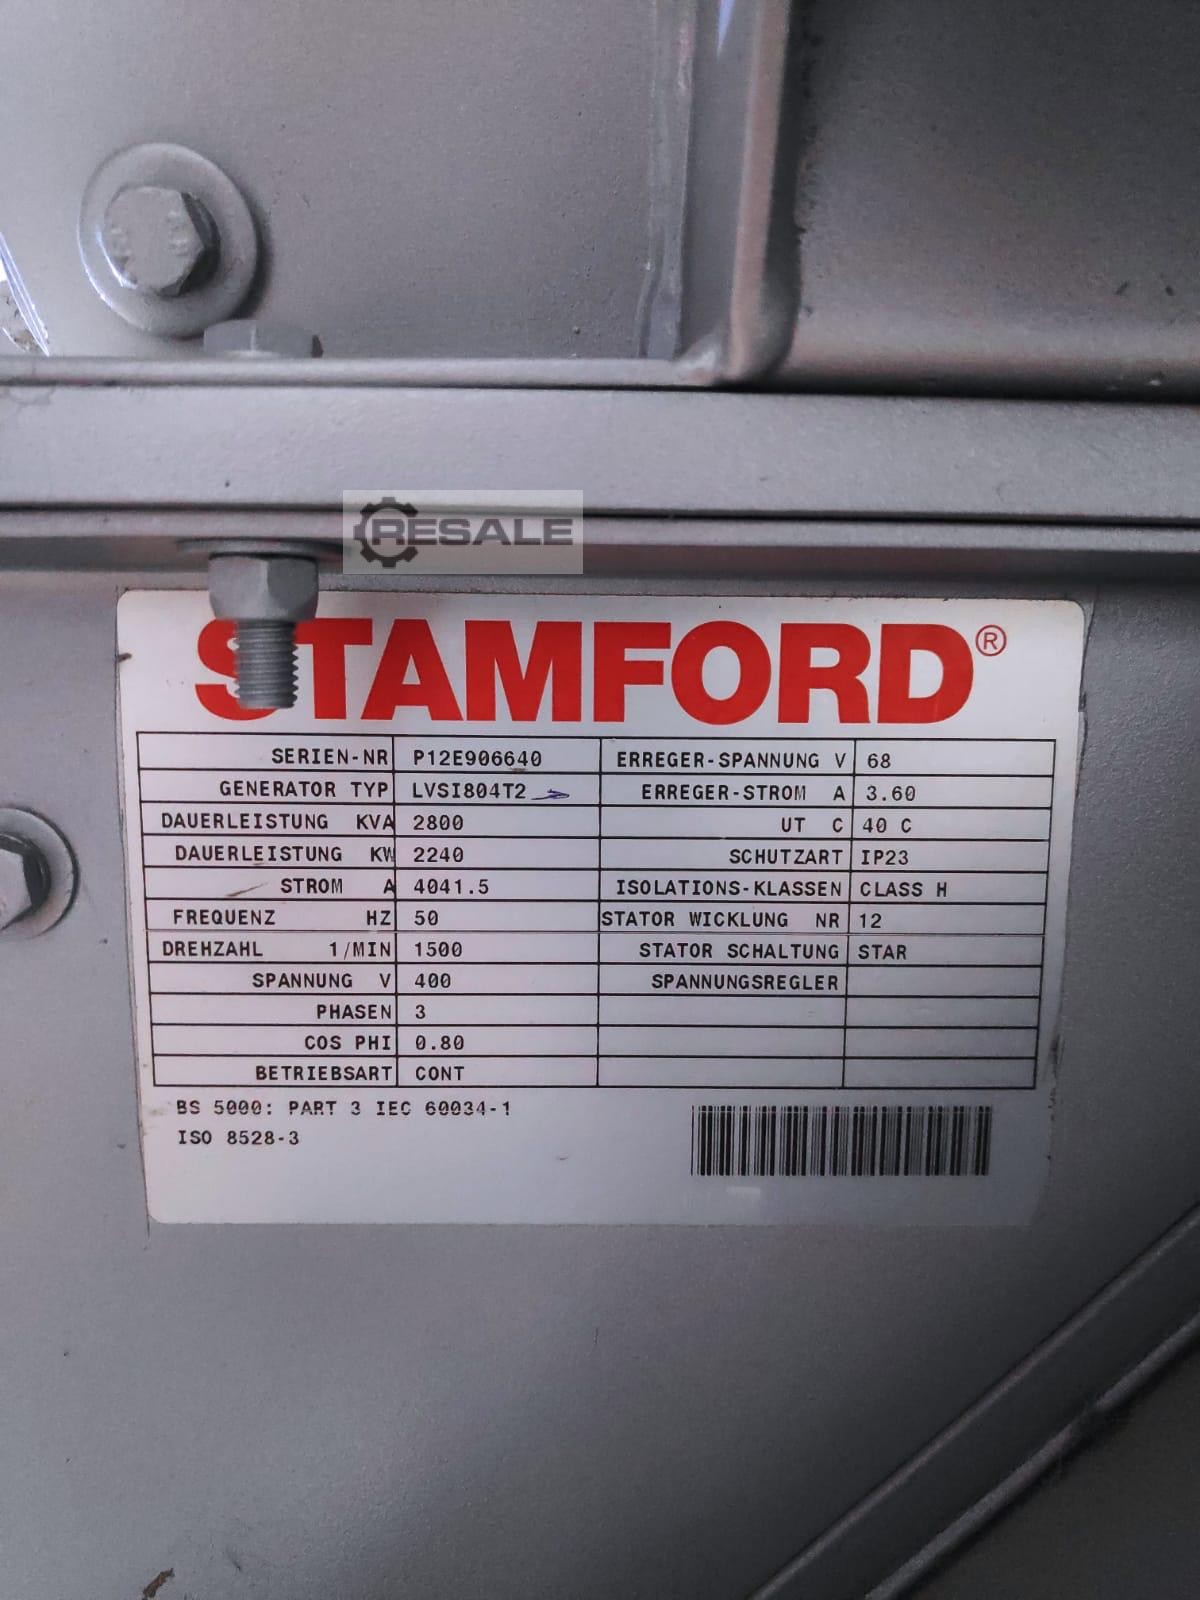 RESALE
STAMFORD®
SERIEN-NR P12E906640 ERREGER-SPANNUNG V 68
GENERATOR TYP LVSI804T2 ERREGER-STROM A 3.60
DAUERLEISTUNG KVA 2800 UT C 40 C
DAUERLEISTUNG KW 2240 SCHUTZART IP23
STROM A 4041.5 ISOLATIONS-KLASSEN CLASS H
FREQUENZ HZ 50 STATOR WICKLUNG NR 12
DREHZAHL 1/MIN 1500 STATOR SCHALTUNG STAR
SPANNUNG V 400 SPANNUNGSREGLER
PHASEN 3
COS PHI 0.80
BETRIEBSART CONT
BS 5000: PART 3 IEC 60034-1
ISO 8528-3